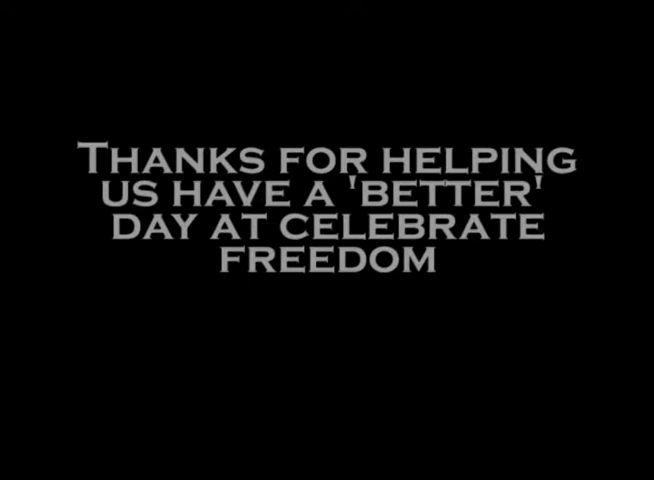 THANKS FOR HELPING
US HAVE A 'BETTER'
DAY AT CELEBRATE
FREEDOM